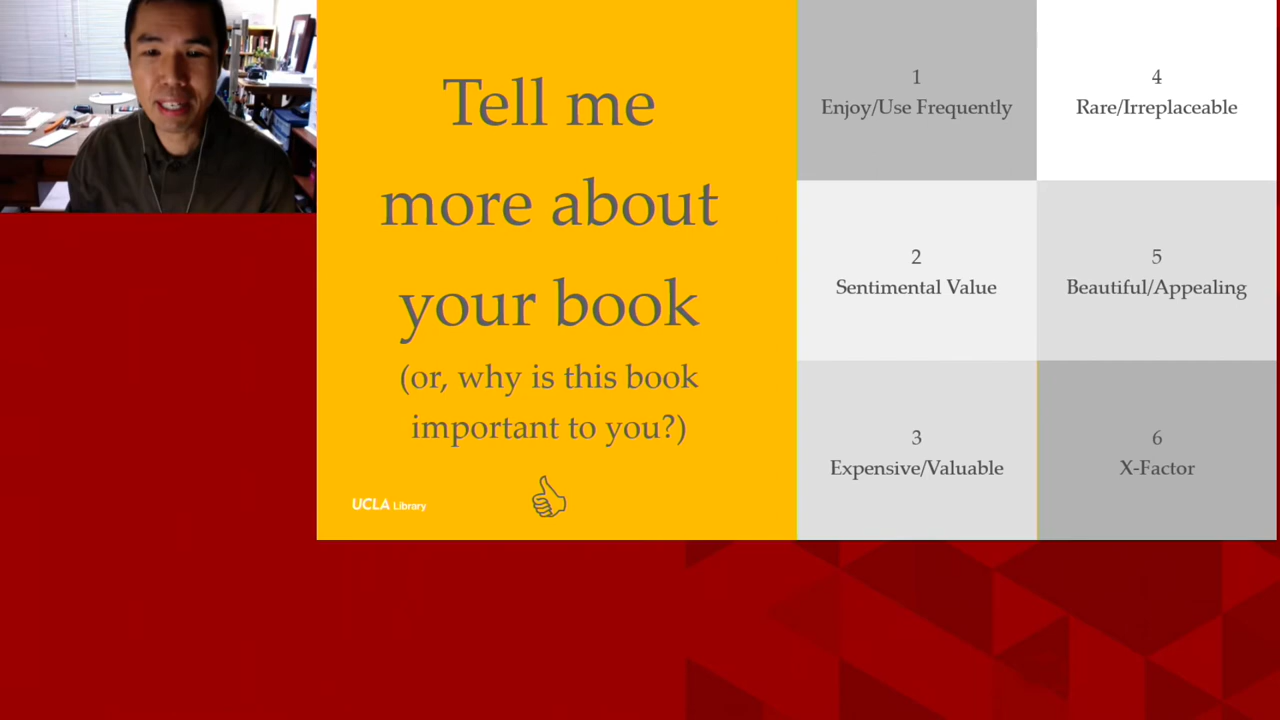 Tell me
more about
your book
(or, why is this book
important to you?)
UCLA Library
1
Enjoy/Use Frequently
4
Rare/Irreplaceable
2
Sentimental Value
5
Beautiful/Appealing
3
Expensive/Valuable
6
X-Factor